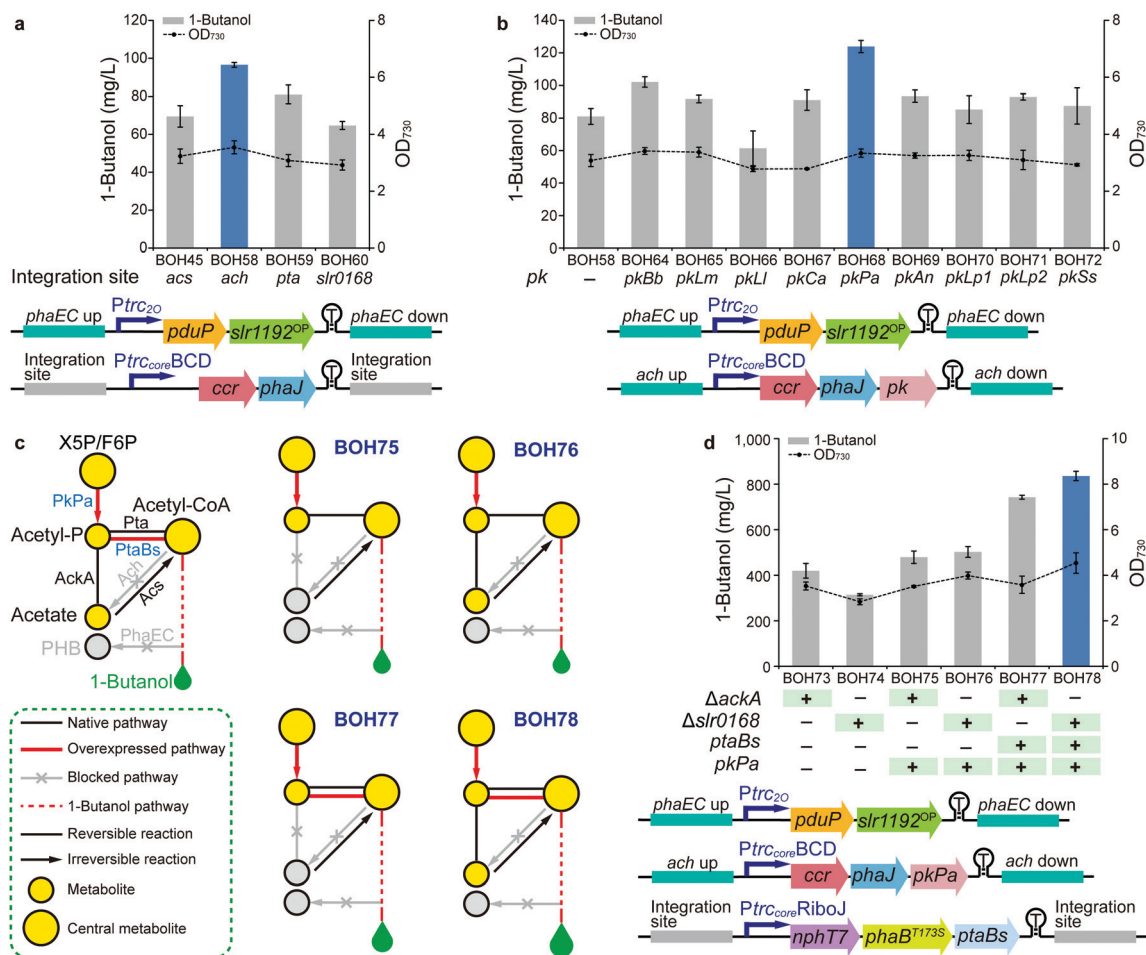 a
1-Butanol
OD730
1-Butanol (mg/L)
120
100
80
60
40
20
0
8
6
4
2
0
OD730
BOH45 BOH58 BOH59 BOH60
Integration site acs ach pta slr0168
phaEC up Ptrc2O pduP slr1192OP T phaEC down
Integration site PtrccoreBCD ccr phaJ T Integration site
b
1-Butanol
OD730
1-Butanol (mg/L)
140
120
100
80
60
40
20
0
8
6
4
2
0
OD730
BOH58 BOH64 BOH65 BOH66 BOH67 BOH68 BOH69 BOH70 BOH71 BOH72
pk – pkBb pkLm pkLl pkCa pkPa pkAn pkLp1 pkLp2 pkSs
phaEC up Ptrc2O pduP slr1192OP T phaEC down
ach up PtrccoreBCD ccr phaJ pk T ach down
c
X5P/F6P
PkPa
Acetyl-CoA
Pta
Acetyl-P
PtaBs
Ach
AckA
Acs
Acetate
PhaEC
PHB
1-Butanol
BOH75
BOH76
BOH77
BOH78
Native pathway
Overexpressed pathway
Blocked pathway
1-Butanol pathway
Reversible reaction
Irreversible reaction
Metabolite
Central metabolite
d
1-Butanol
OD730
1-Butanol (mg/L)
1,000
800
600
400
200
0
10
8
6
4
2
0
OD730
BOH73 BOH74 BOH75 BOH76 BOH77 BOH78
ΔackA + – + – + –
Δslr0168 – + – + – +
ptaBs – – – – + +
pkPa – – + + + +
phaEC up Ptrc2O pduP slr1192OP T phaEC down
ach up PtrccoreBCD ccr phaJ pkPa T ach down
Integration site PtrccoreRiboJ nphT7 phaBT173S ptaBs T Integration site